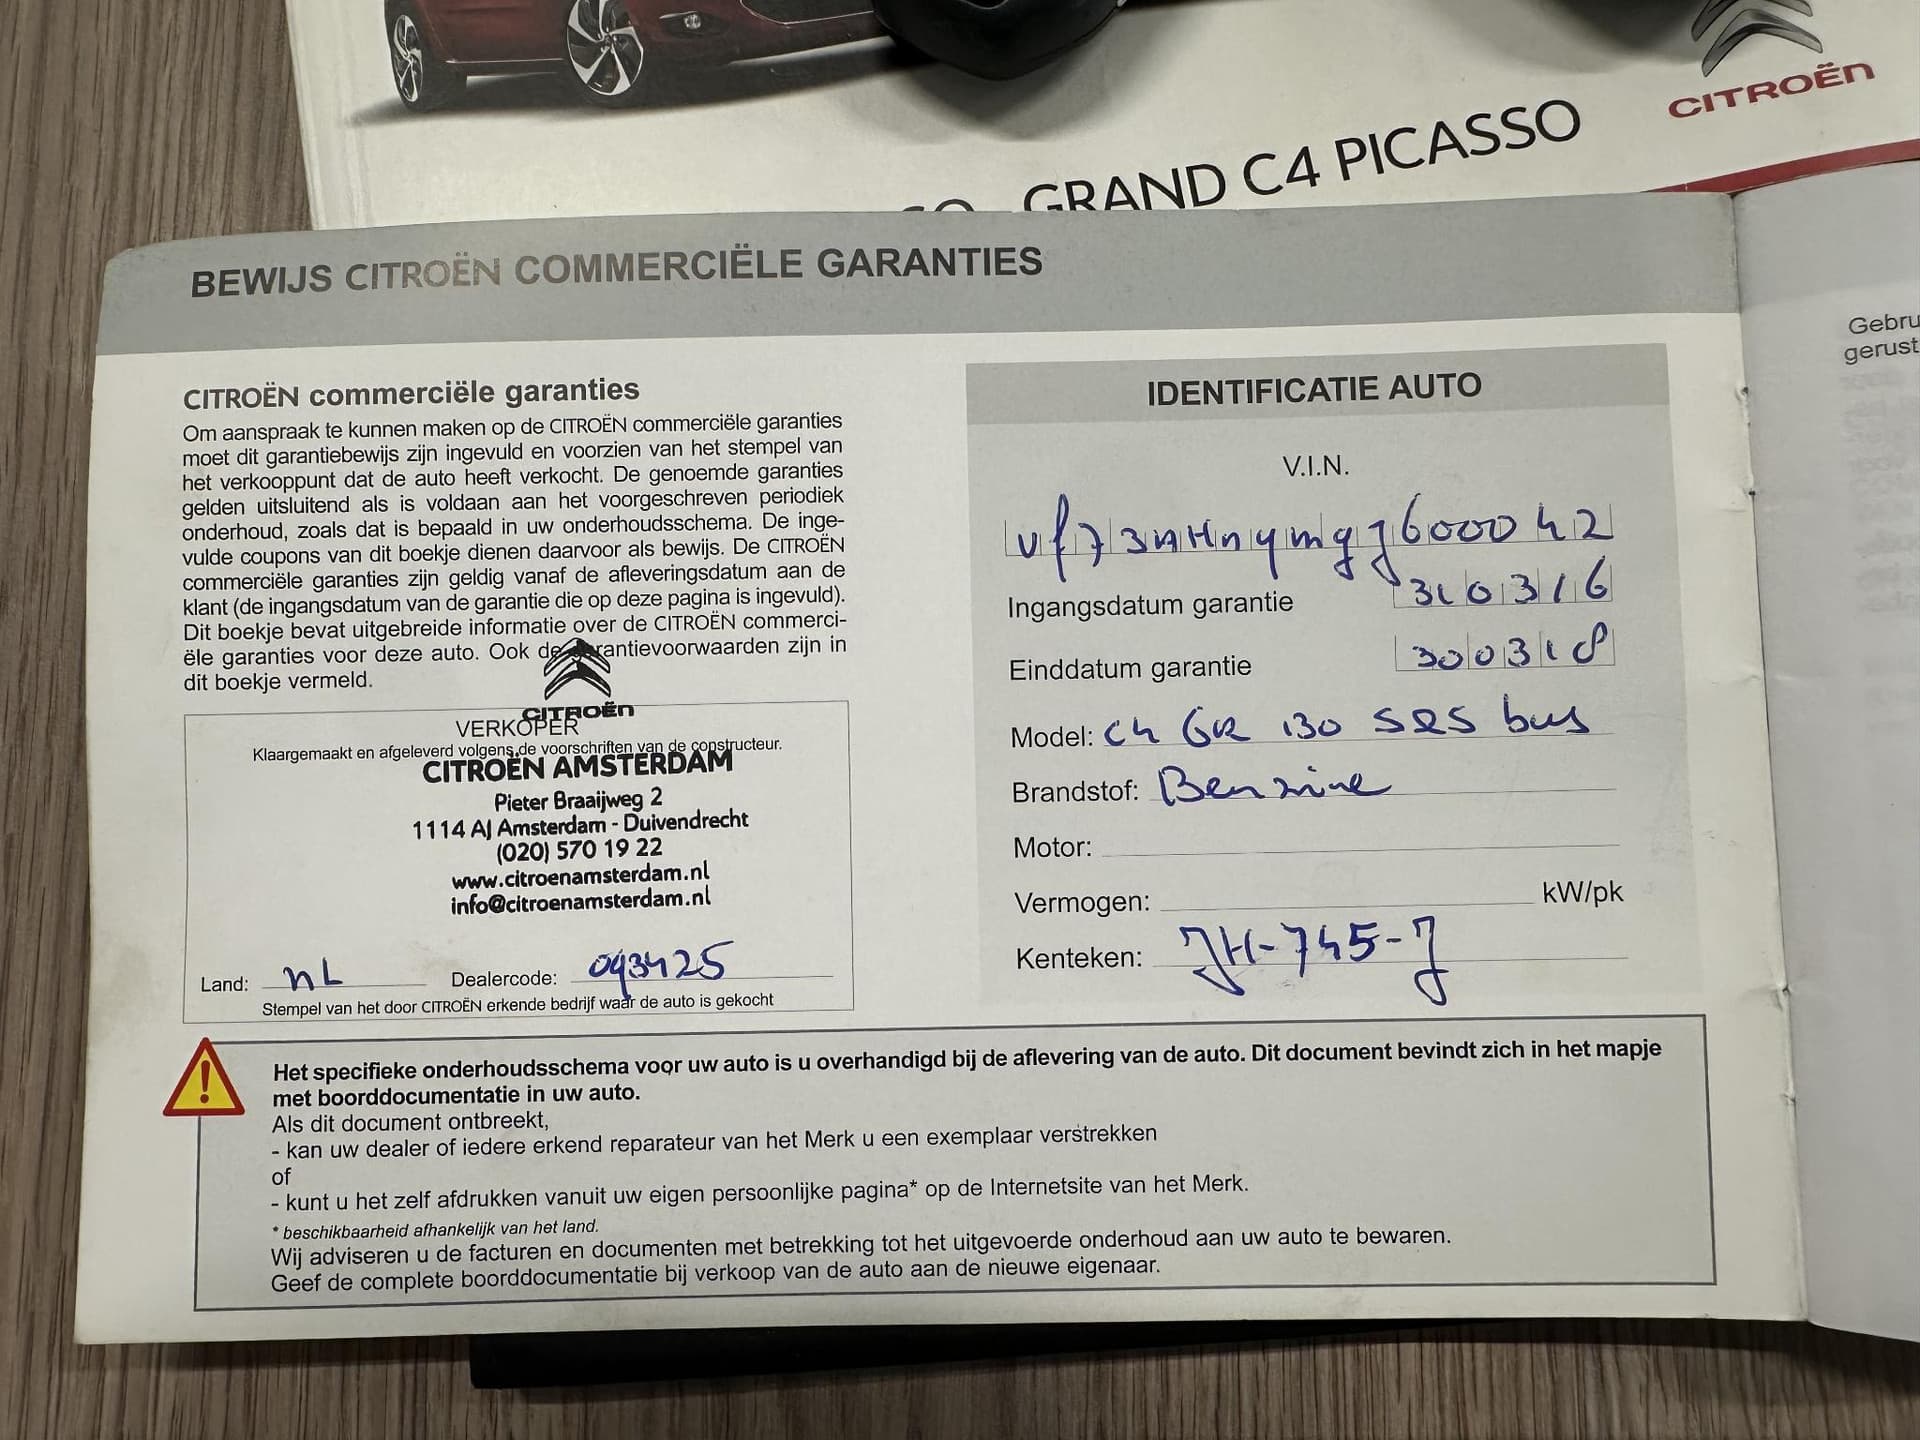 CITROËN
GRAND C4 PICASSO
BEWIJS CITROËN COMMERCIËLE GARANTIES
CITROËN commerciële garanties
Om aanspraak te kunnen maken op de CITROËN commerciële garanties
moet dit garantiebewijs zijn ingevuld en voorzien van het stempel van
het verkooppunt dat de auto heeft verkocht. De genoemde garanties
gelden uitsluitend als is voldaan aan het voorgeschreven periodiek
onderhoud, zoals dat is bepaald in uw onderhoudsschema. De inge-
vulde coupons van dit boekje dienen daarvoor als bewijs. De CITROËN
commerciële garanties zijn geldig vanaf de afleveringsdatum aan de
klant (de ingangsdatum van de garantie die op deze pagina is ingevuld).
Dit boekje bevat uitgebreide informatie over de CITROËN commerci-
ële garanties voor deze auto. Ook de garantievoorwaarden zijn in
dit boekje vermeld.
CITROËN
VERKOPER
Klaargemaakt en afgeleverd volgens de voorschriften van de constructeur.
CITROËN AMSTERDAM
Pieter Braaijweg 2
1114 AJ Amsterdam - Duivendrecht
(020) 570 19 22
www.citroenamsterdam.nl
info@citroenamsterdam.nl
Land: NL Dealercode: 093425
Stempel van het door CITROËN erkende bedrijf waar de auto is gekocht
IDENTIFICATIE AUTO
V.I.N.
Ingangsdatum garantie 310316
Einddatum garantie 300318
Model: C4 GR 130 S&S bus
Brandstof: Benzine
Motor:
Vermogen: kW/pk
Kenteken: JH-745-J
Het specifieke onderhoudsschema voor uw auto is u overhandigd bij de aflevering van de auto. Dit document bevindt zich in het mapje
met boorddocumentatie in uw auto.
Als dit document ontbreekt,
- kan uw dealer of iedere erkend reparateur van het Merk u een exemplaar verstrekken
of
- kunt u het zelf afdrukken vanuit uw eigen persoonlijke pagina* op de Internetsite van het Merk.
* beschikbaarheid afhankelijk van het land.
Wij adviseren u de facturen en documenten met betrekking tot het uitgevoerde onderhoud aan uw auto te bewaren.
Geef de complete boorddocumentatie bij verkoop van de auto aan de nieuwe eigenaar.
Gebru
gerust